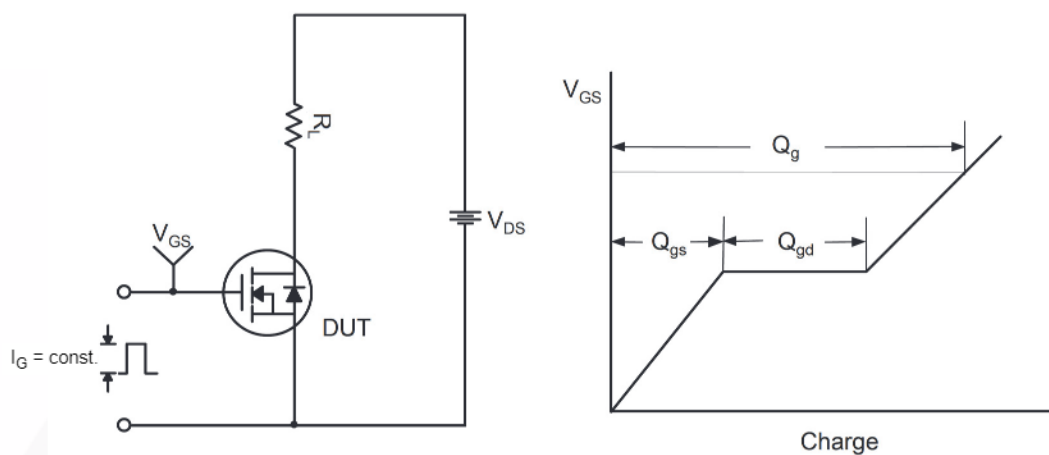 R_L
V_DS
V_GS
DUT
I_G = const.
V_GS
Q_g
Q_gs
Q_gd
Charge